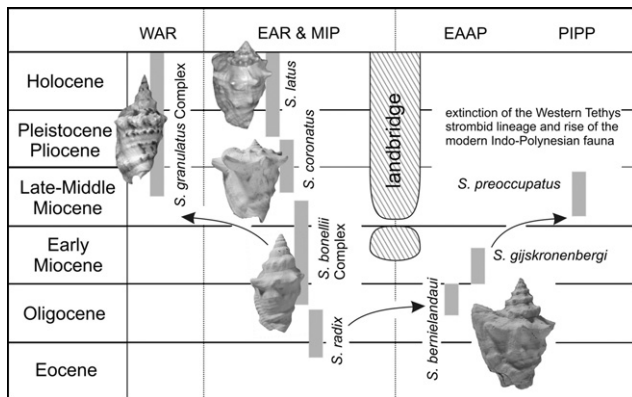 WAR
EAR & MIP
EAAP
PIPP
Holocene
Pleistocene
Pliocene
Late-Middle
Miocene
Early
Miocene
Oligocene
Eocene
S. granulatus Complex
S. latus
S. coronatus
S. bonellii
Complex
S. radix
landbridge
extinction of the Western Tethys
strombid lineage and rise of the
modern Indo-Polynesian fauna
S. preoccupatus
S. gijskronenbergi
S. bernielandaui